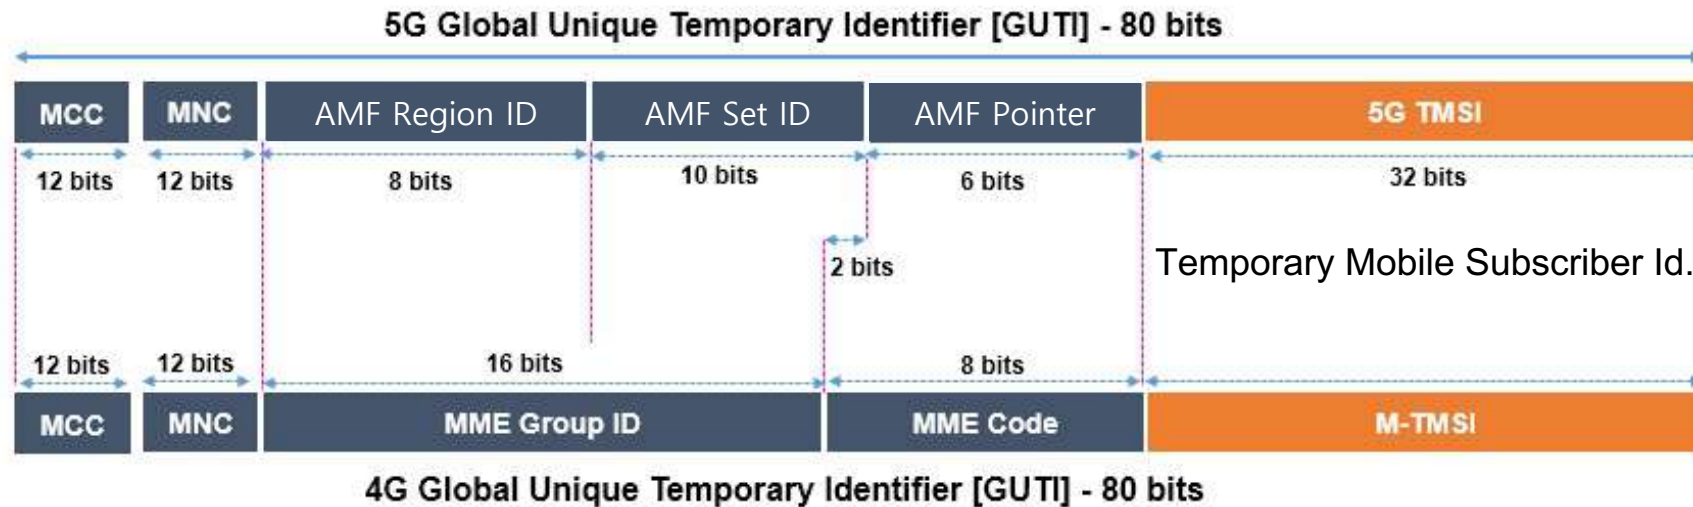 5G Global Unique Temporary Identifier [GUTI] - 80 bits
MCC MNC AMF Region ID AMF Set ID AMF Pointer 5G TMSI
12 bits 12 bits 8 bits 10 bits 6 bits 32 bits
2 bits Temporary Mobile Subscriber Id.
12 bits 12 bits 16 bits 8 bits
MCC MNC MME Group ID MME Code M-TMSI
4G Global Unique Temporary Identifier [GUTI] - 80 bits